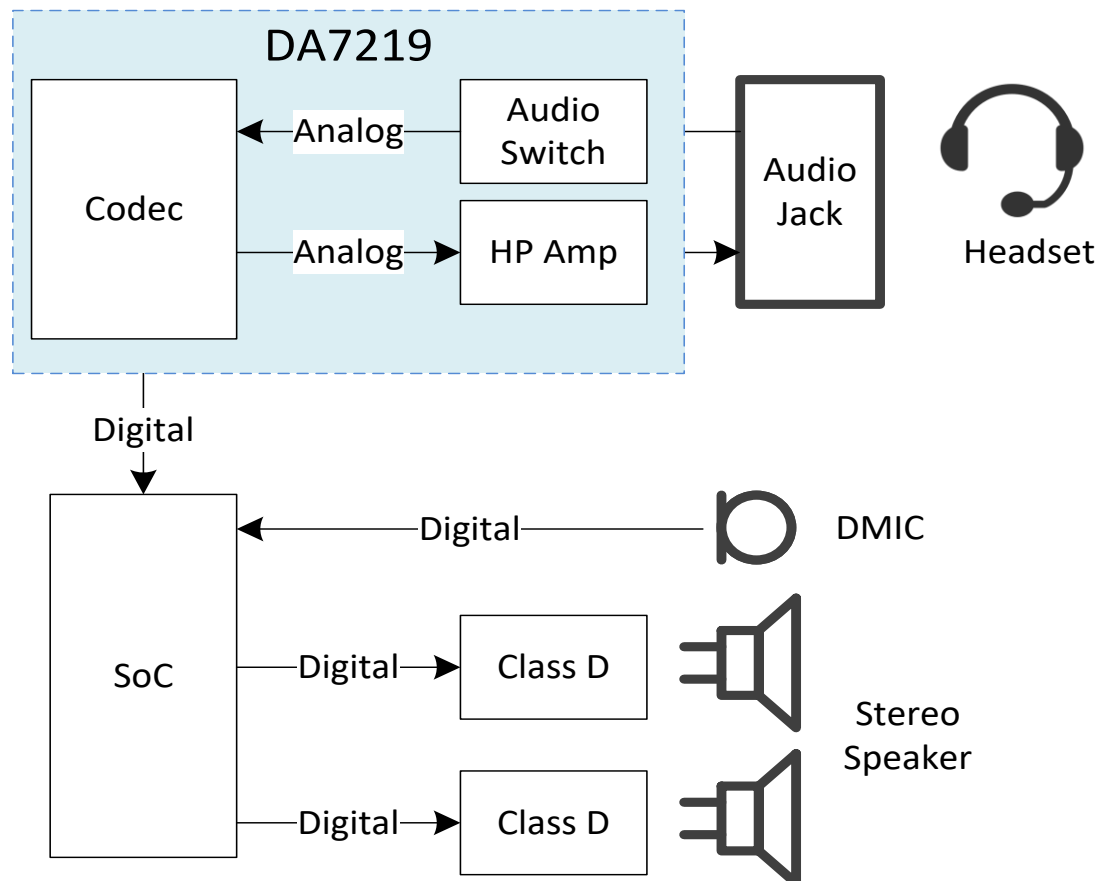 DA7219
Codec
Analog
Audio
Switch
Analog
HP Amp
Audio
Jack
Headset
Digital
SoC
Digital
DMIC
Digital
Class D
Stereo
Speaker
Digital
Class D